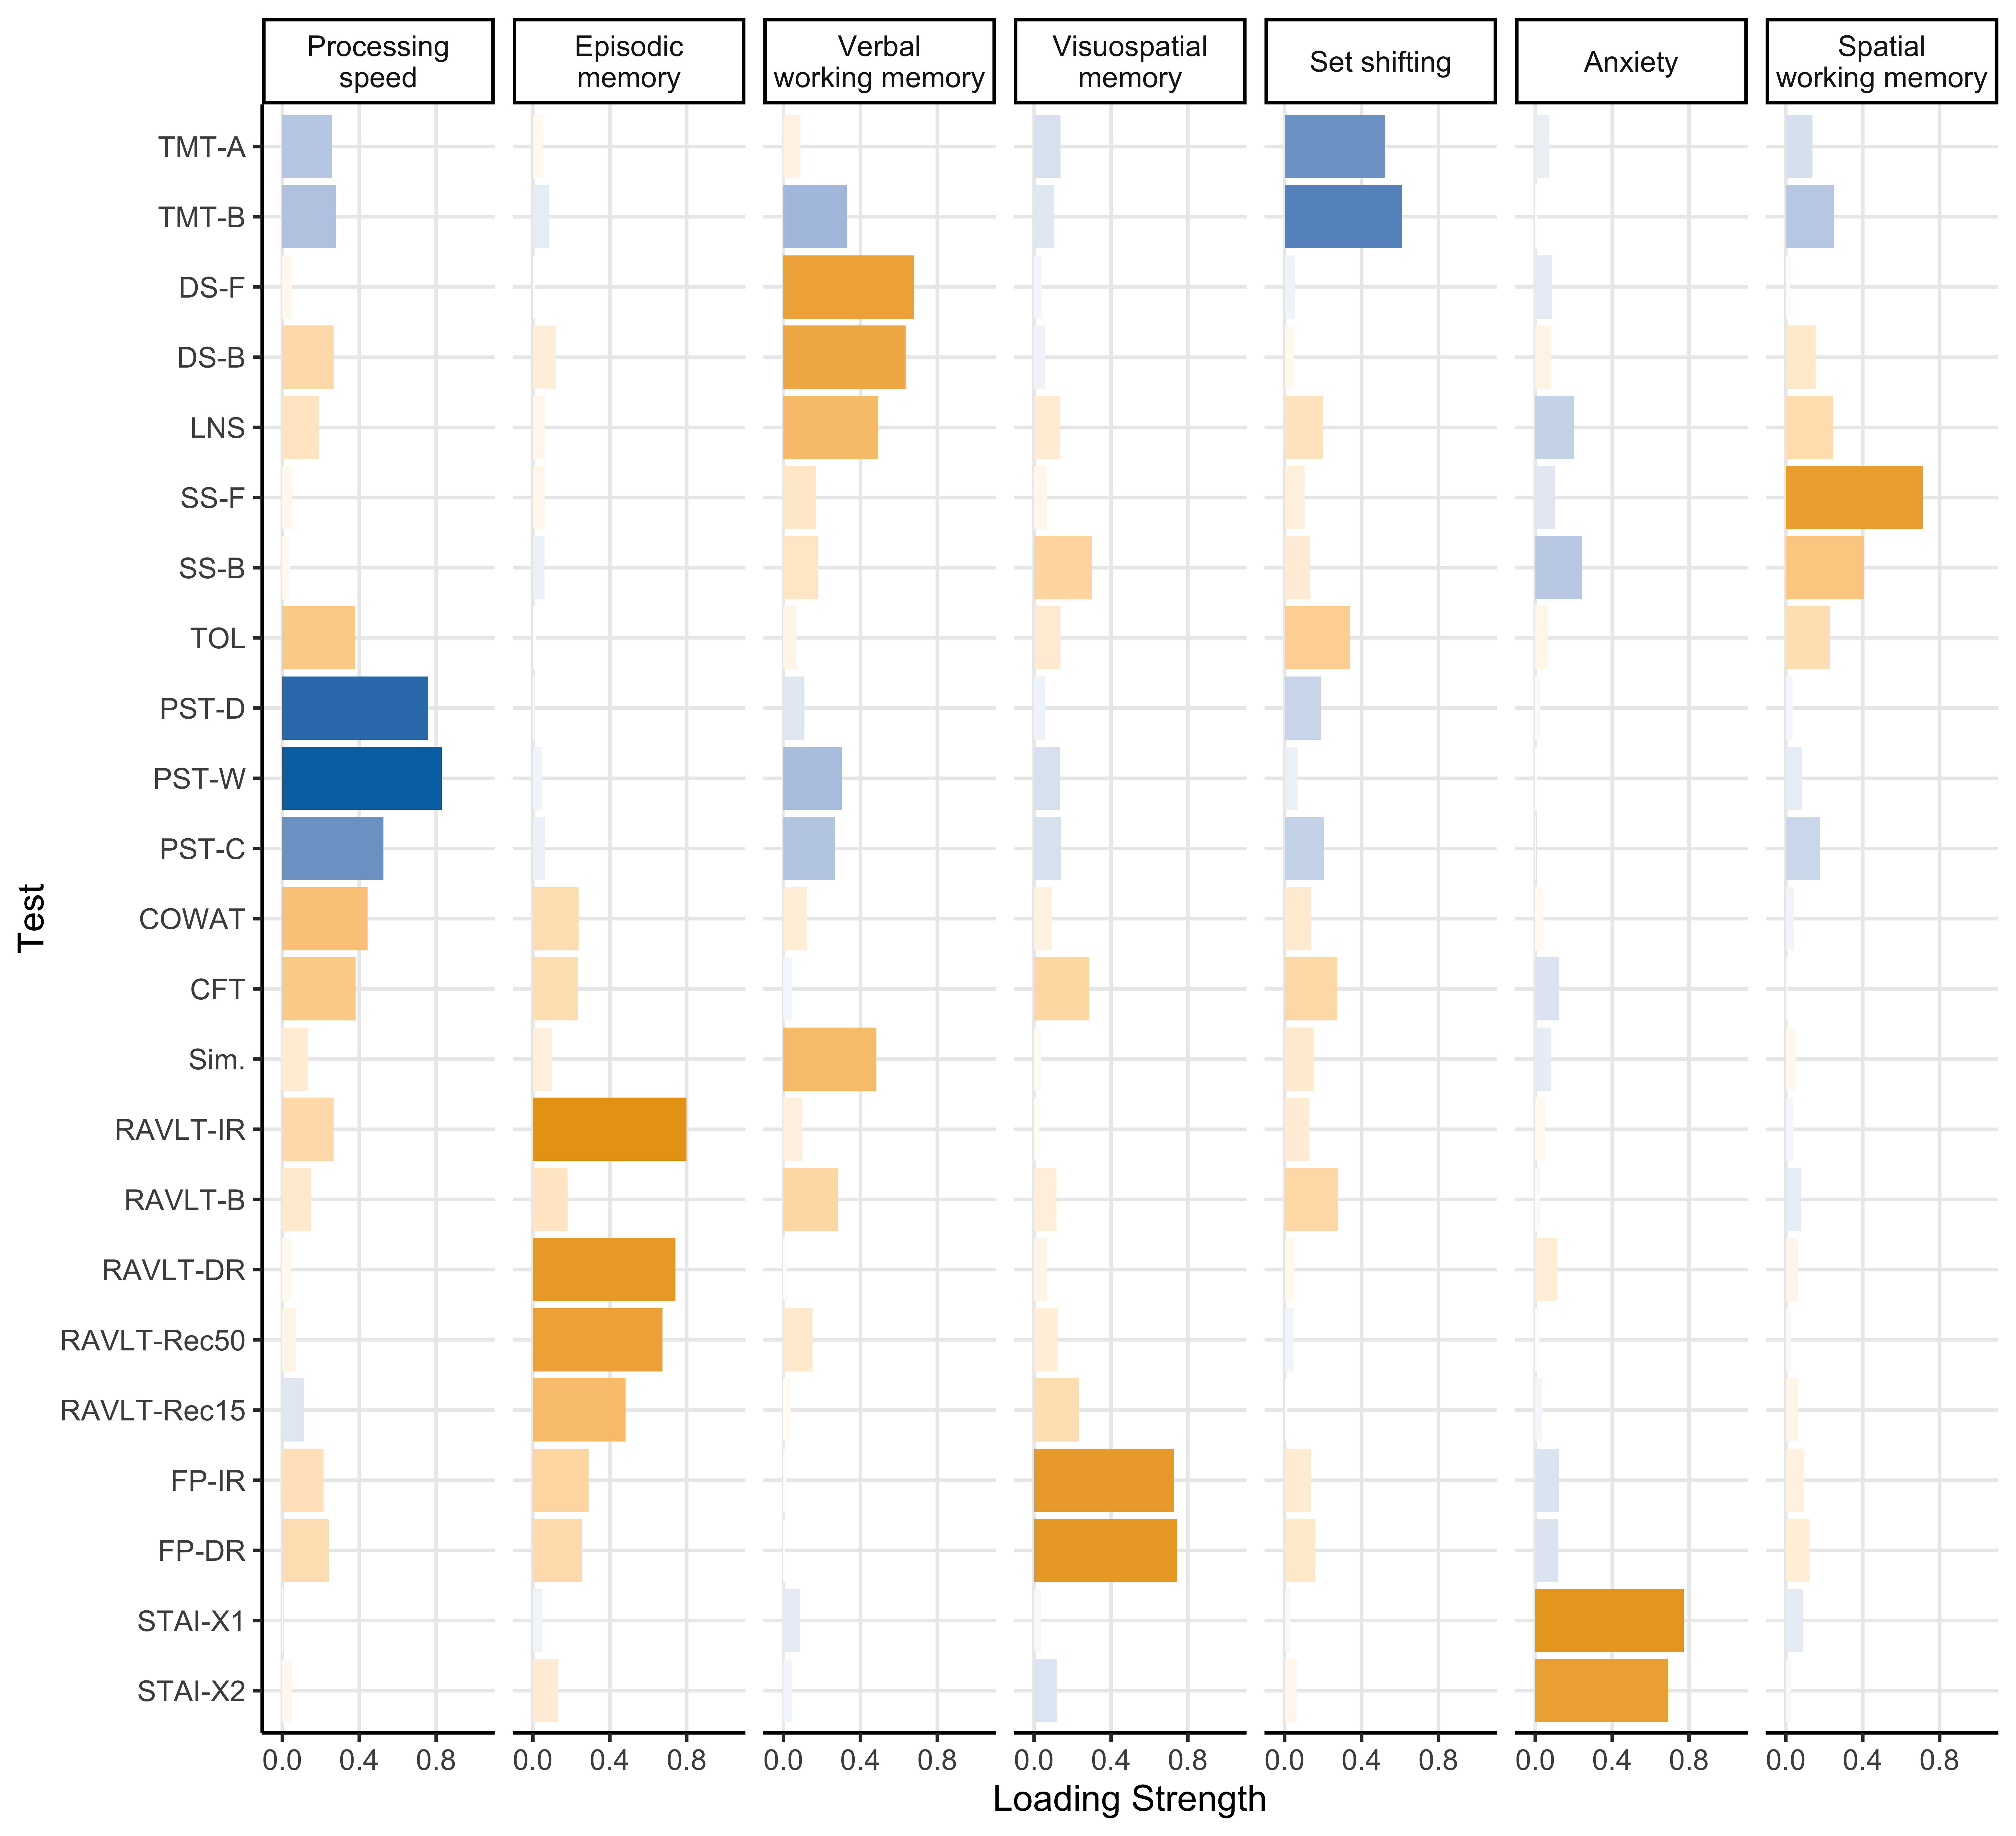 Processing
speed
Episodic
memory
Verbal
working memory
Visuospatial
memory
Set shifting
Anxiety
Spatial
working memory
Test
TMT-A
TMT-B
DS-F
DS-B
LNS
SS-F
SS-B
TOL
PST-D
PST-W
PST-C
COWAT
CFT
Sim.
RAVLT-IR
RAVLT-B
RAVLT-DR
RAVLT-Rec50
RAVLT-Rec15
FP-IR
FP-DR
STAI-X1
STAI-X2
0.0 0.4 0.8 0.0 0.4 0.8 0.0 0.4 0.8 0.0 0.4 0.8 0.0 0.4 0.8 0.0 0.4 0.8 0.0 0.4 0.8
Loading Strength